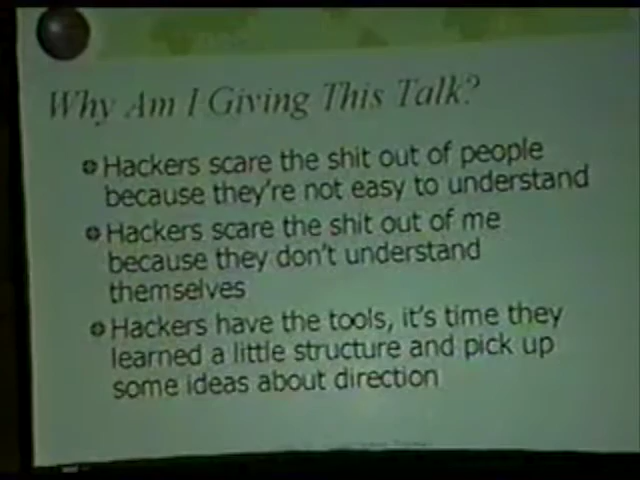 Why Am I Giving This Talk?
Hackers scare the shit out of people
because they're not easy to understand
Hackers scare the shit out of me
because they don't understand
themselves
Hackers have the tools, it's time they
learned a little structure and pick up
some ideas about direction